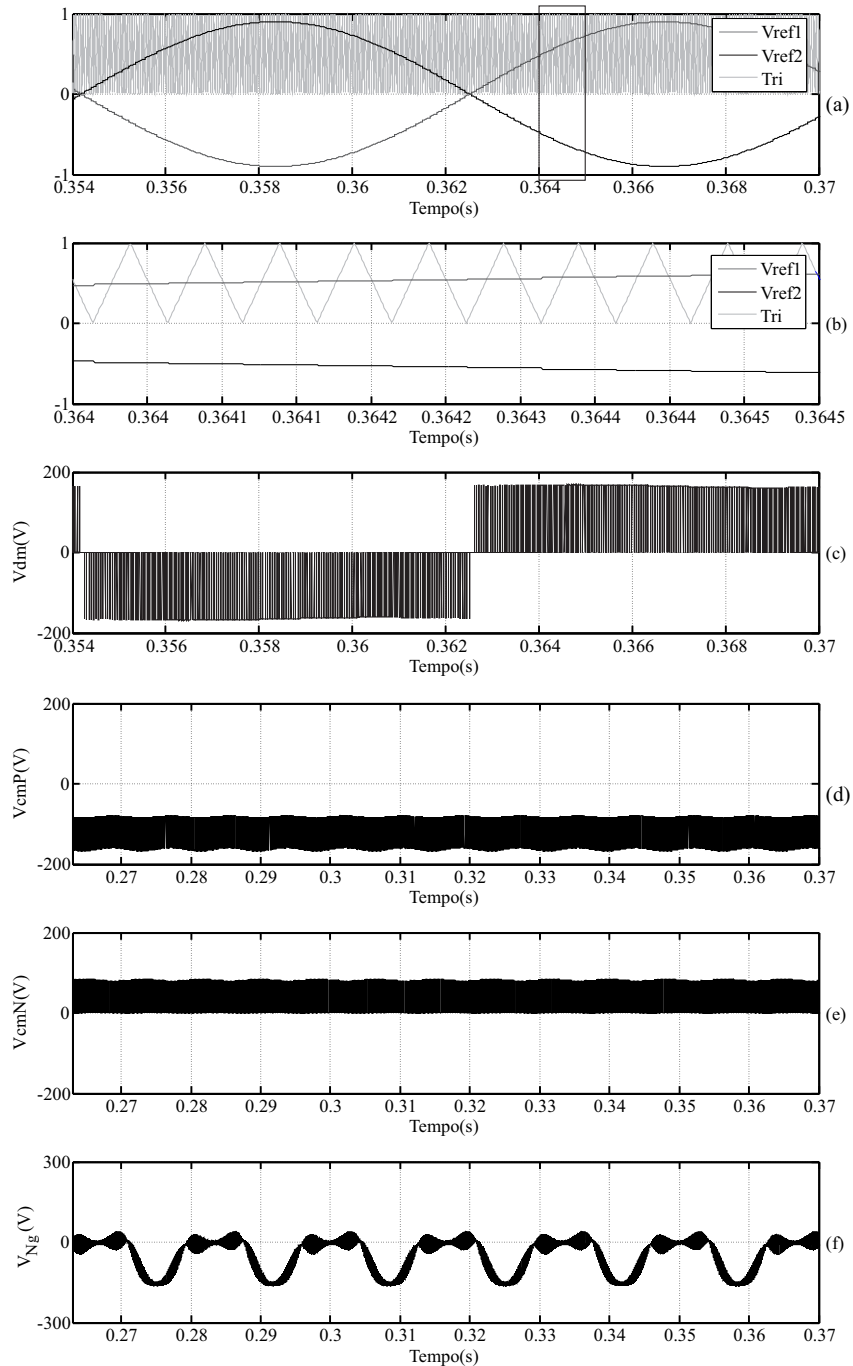 1
0
-1
Vref1
Vref2
Tri
(a)
0.354 0.356 0.358 0.36 0.362 0.364 0.366 0.368 0.37
Tempo(s)
1
0
-1
Vref1
Vref2
Tri
(b)
0.364 0.364 0.3641 0.3641 0.3642 0.3642 0.3643 0.3644 0.3644 0.3645 0.3645
Tempo(s)
Vdm(V)
200
0
-200
(c)
0.354 0.356 0.358 0.36 0.362 0.364 0.366 0.368 0.37
Tempo(s)
VcmP(V)
200
0
-200
(d)
0.27 0.28 0.29 0.3 0.31 0.32 0.33 0.34 0.35 0.36 0.37
Tempo(s)
VcmN(V)
200
0
-200
(e)
0.27 0.28 0.29 0.3 0.31 0.32 0.33 0.34 0.35 0.36 0.37
Tempo(s)
VNg(V)
300
0
-300
(f)
0.27 0.28 0.29 0.3 0.31 0.32 0.33 0.34 0.35 0.36 0.37
Tempo(s)